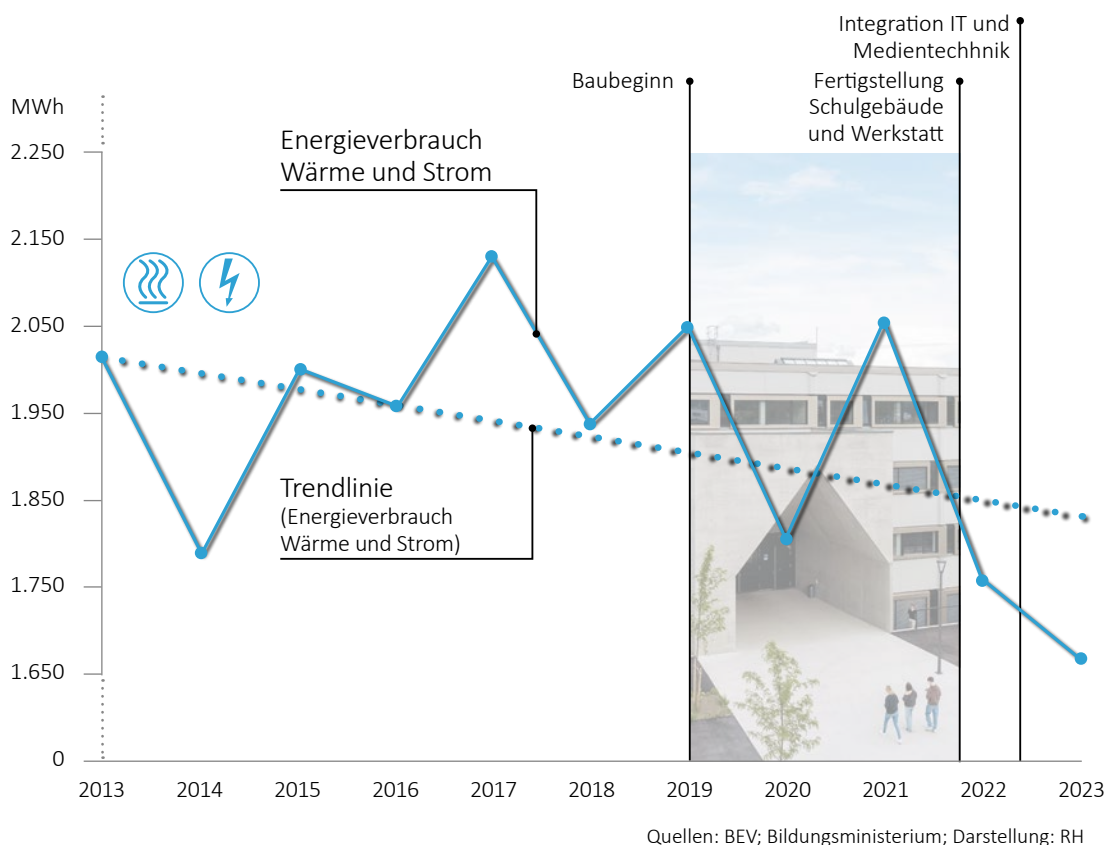 Integration IT und
Medientechhnik
Baubeginn
Fertigstellung
Schulgebäude
und Werkstatt
MWh
Energieverbrauch
Wärme und Strom
2.250
2.150
2.050
1.950
1.850
1.750
1.650
0
Trendlinie
(Energieverbrauch
Wärme und Strom)
2013 2014 2015 2016 2017 2018 2019 2020 2021 2022 2023
Quellen: BEV; Bildungsministerium; Darstellung: RH